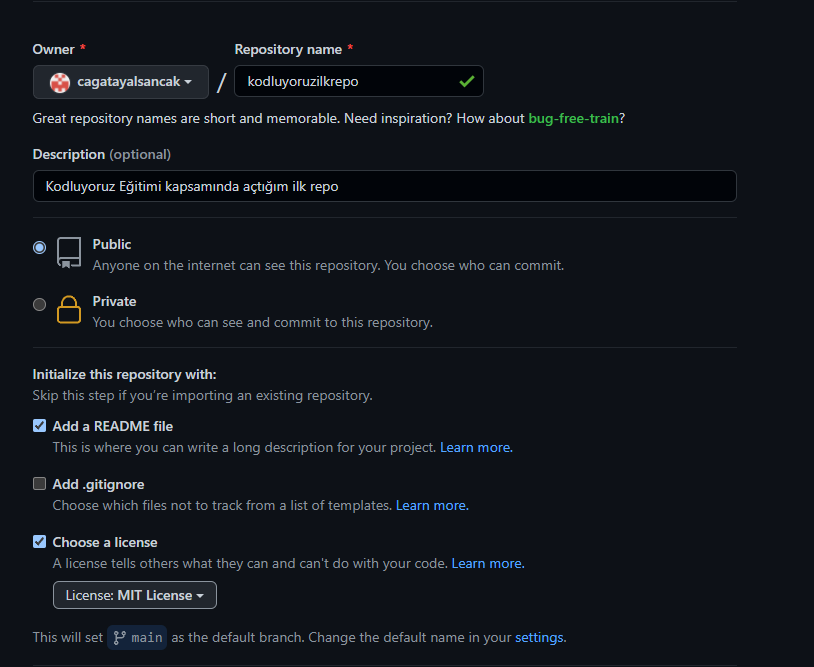 Owner * Repository name *
cagatayalsancak / kodluyoruzilkrepo
Great repository names are short and memorable. Need inspiration? How about bug-free-train?
Description (optional)
Kodluyoruz Eğitimi kapsamında açtığım ilk repo
Public
Anyone on the internet can see this repository. You choose who can commit.
Private
You choose who can see and commit to this repository.
Initialize this repository with:
Skip this step if you're importing an existing repository.
Add a README file
This is where you can write a long description for your project. Learn more.
Add .gitignore
Choose which files not to track from a list of templates. Learn more.
Choose a license
A license tells others what they can and can't do with your code. Learn more.
License: MIT License
This will set main as the default branch. Change the default name in your settings.